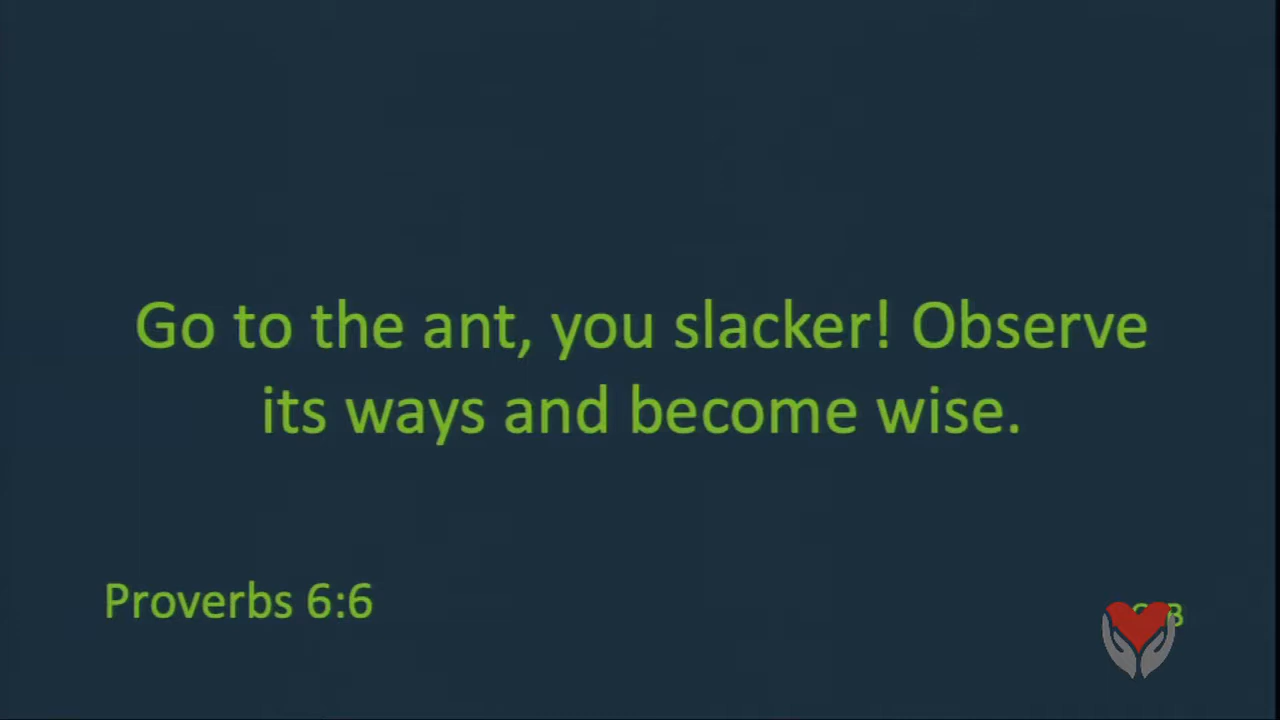 Go to the ant, you slacker! Observe
its ways and become wise.
Proverbs 6:6